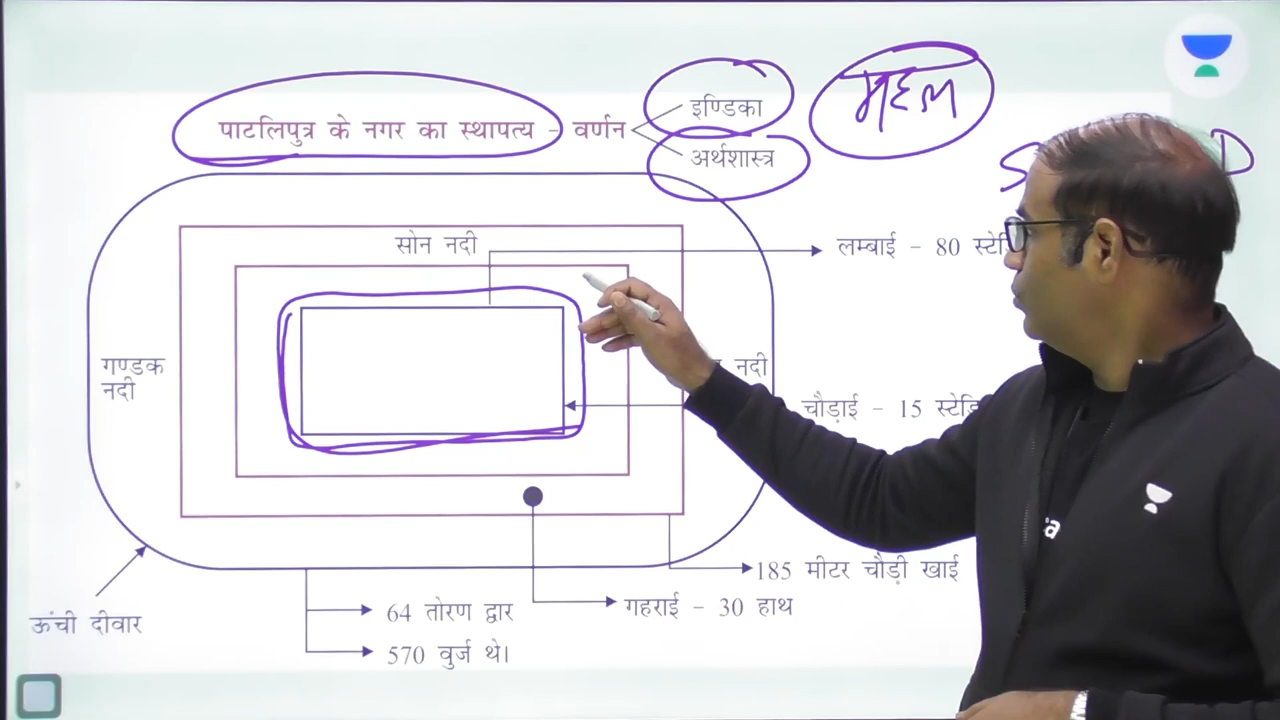 पाटलिपुत्र के नगर का स्थापत्य - वर्णन
इण्डिका
अर्थशास्त्र
महल
सोन नदी
लम्बाई - 80
गण्डक
नदी
नदी
चौड़ाई - 15
185 मीटर चौड़ी खाई
गहराई - 30 हाथ
64 तोरण द्वार
ऊंची दीवार
570 वुर्ज थे।